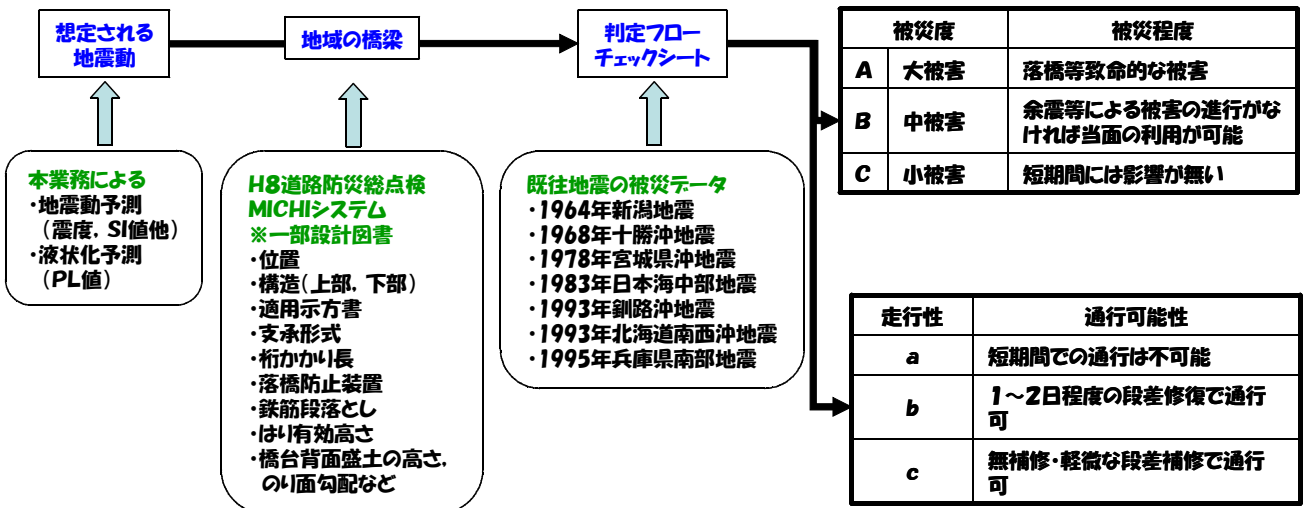 想定される
地震動
地域の橋梁
判定フロー
チェックシート
本業務による
・地震動予測
（震度，SI値他）
・液状化予測
（PL値）
H8道路防災総点検
MICHIシステム
※一部設計図書
・位置
・構造（上部，下部）
・適用示方書
・支承形式
・桁かかり長
・落橋防止装置
・鉄筋段落とし
・はり有効高さ
・橋台背面盛土の高さ，
のり面勾配など
既往地震の被災データ
・1964年新潟地震
・1968年十勝沖地震
・1978年宮城県沖地震
・1983年日本海中部地震
・1993年釧路沖地震
・1993年北海道南西沖地震
・1995年兵庫県南部地震
被災度 被災程度
A 大被害 落橋等致命的な被害
B 中被害 余震等による被害の進行がな
ければ当面の利用が可能
C 小被害 短期間には影響が無い
走行性 通行可能性
a 短期間での通行は不可能
b 1～2日程度の段差修復で通行
可
c 無補修・軽微な段差補修で通行
可